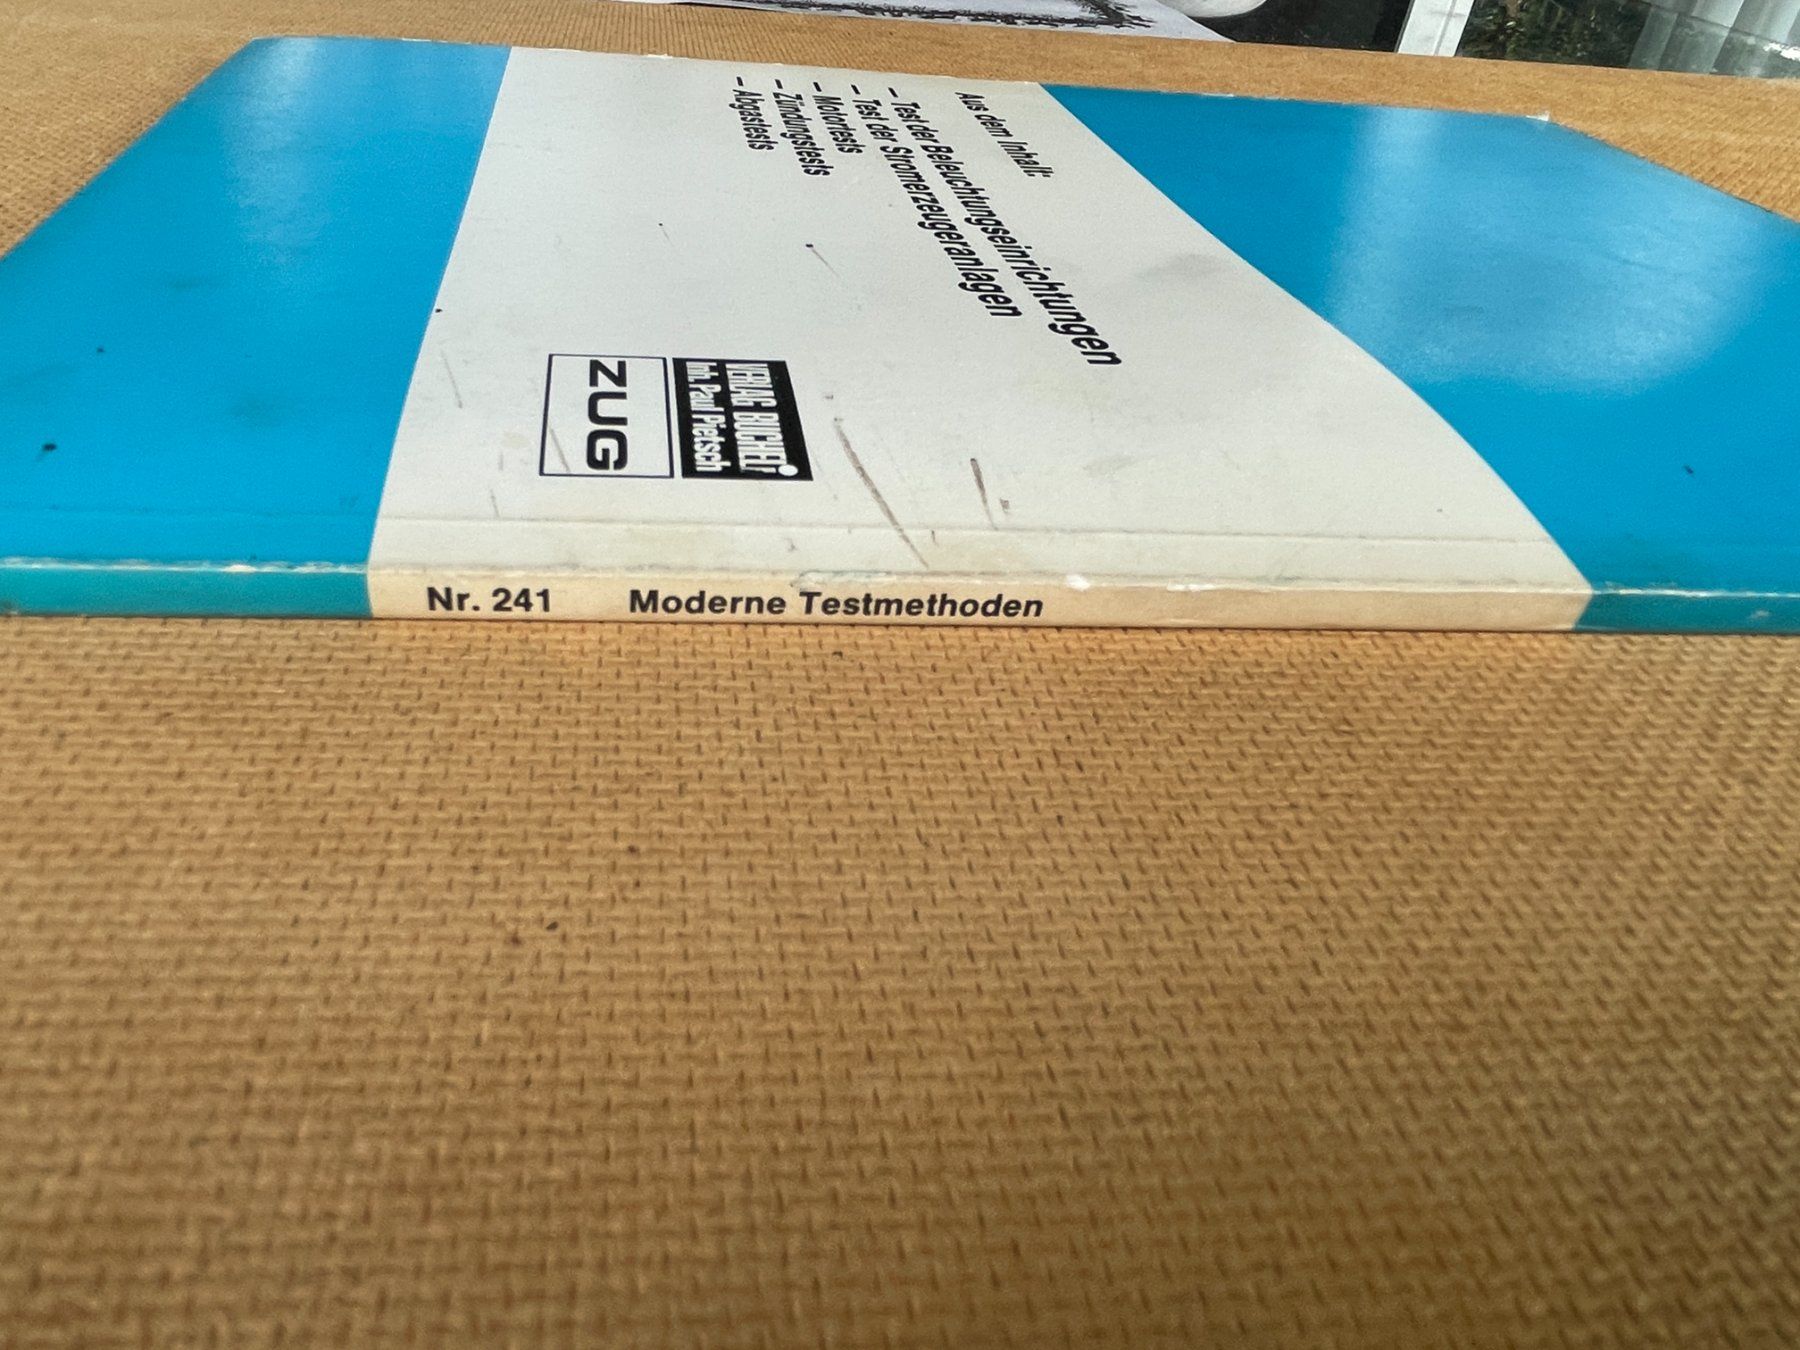 Aus dem Inhalt:
– Test der Beleuchtungseinrichtungen
– Test der Stromerzeugeranlagen
– Motortests
– Zündungstests
– Abgastests
VERLAG BUCHELI
Inh. Paul Pietsch
ZUG
Nr. 241 Moderne Testmethoden